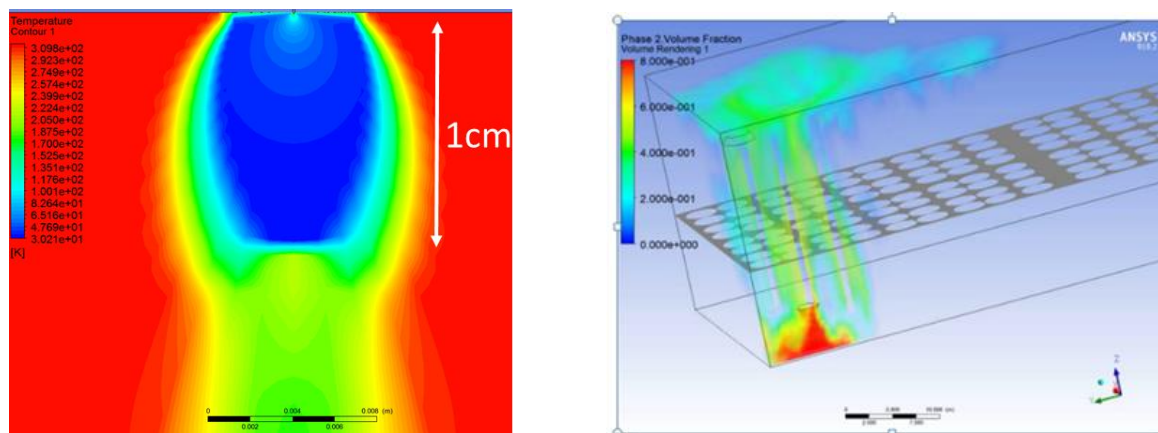 Temperature
Contour 1
3.098e+02
2.923e+02
2.749e+02
2.574e+02
2.399e+02
2.224e+02
2.050e+02
1.875e+02
1.700e+02
1.525e+02
1.351e+02
1.176e+02
1.001e+02
8.264e+01
6.516e+01
4.769e+01
3.021e+01
[K]
1cm
0 0.004 0.008 (m)
0.002 0.006
Phase 2.Volume Fraction
Volume Rendering 1
8.000e-001
6.000e-001
4.000e-001
2.000e-001
0.000e+000
ANSYS
0 (m)
Z
Y